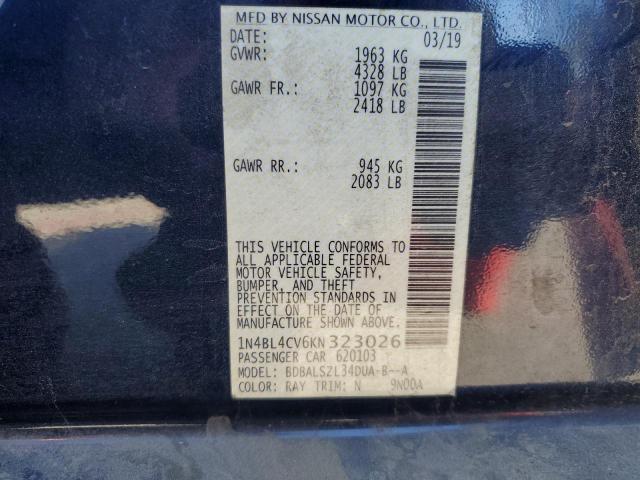 MFD BY NISSAN MOTOR CO., LTD.
DATE: 03/19
GVWR: 1963 KG
4328 LB
GAWR FR.: 1097 KG
2418 LB
GAWR RR.: 945 KG
2083 LB
THIS VEHICLE CONFORMS TO
ALL APPLICABLE FEDERAL
MOTOR VEHICLE SAFETY,
BUMPER, AND THEFT
PREVENTION STANDARDS IN
EFFECT ON THE DATE OF
MANUFACTURE SHOWN ABOVE.
1N4BL4CV6KN323026
PASSENGER CAR 620103
MODEL: BDBALSZL34DUA-B--A
COLOR: RAY TRIM: N 9N00A